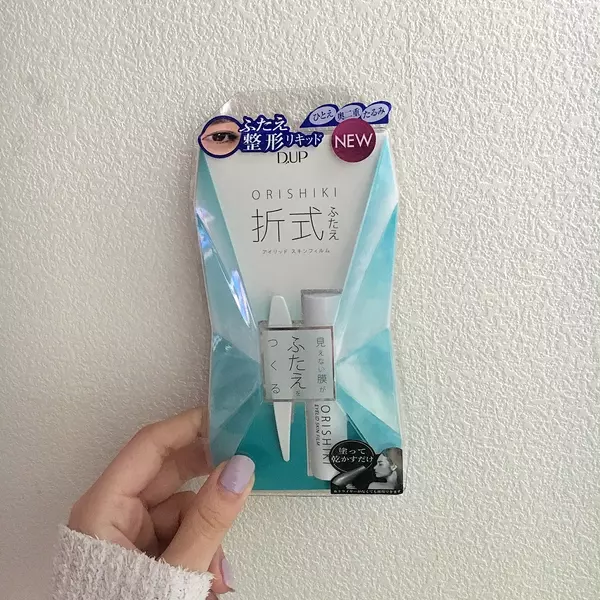 ふたえ
整形リキッド
ひとえ
奥二重
たるみ
NEW
D.UP
ORISHIKI
折式
ふたえ
アイリッド スキンフィルム
見えない膜が
ふたえを
つくる
ORISHIKI
EYELID SKIN FILM
塗って
乾かすだけ